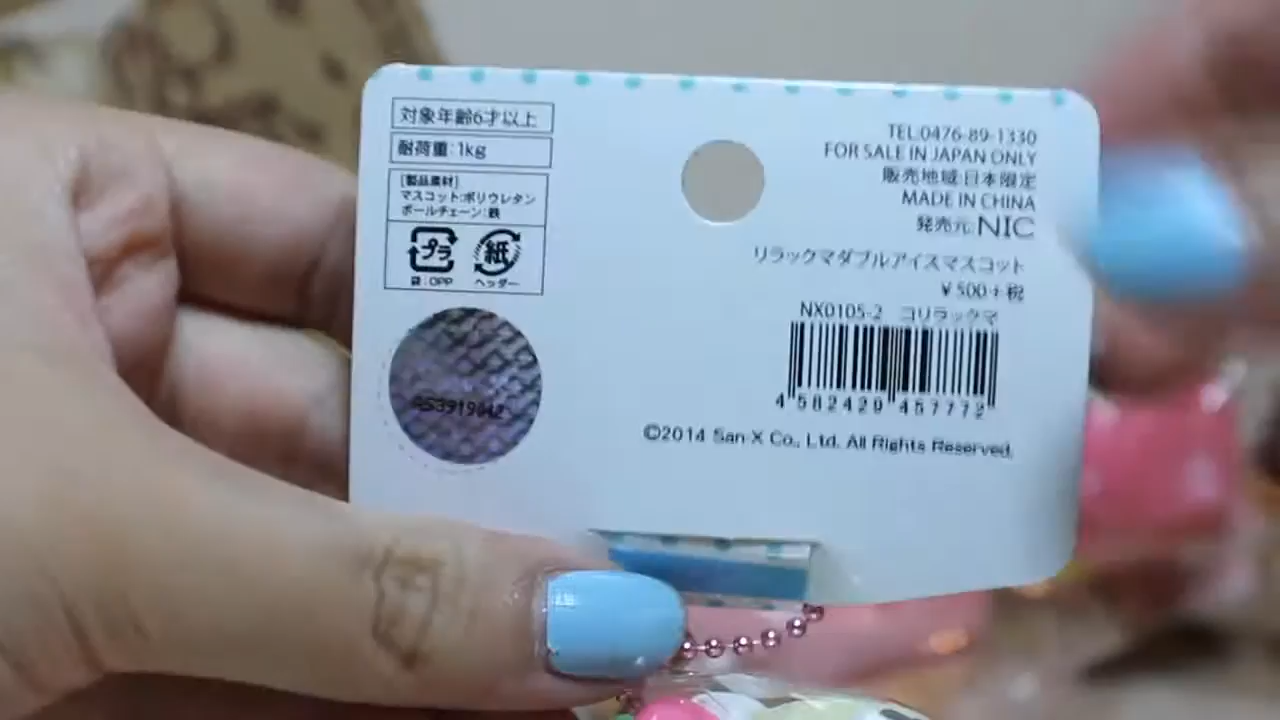 対象年齢6才以上
耐荷重:1kg
[製品素材]
マスコット:ポリウレタン
ボールチェーン:鉄
プラ
紙
袋:OPP
ヘッダー
TEL:0476-89-1330
FOR SALE IN JAPAN ONLY
販売地域:日本限定
MADE IN CHINA
発売元:NIC
リラックマダブルアイスマスコット
¥500+税
NX0105-2 コリラックマ
4 582429 457772
©2014 San-X Co., Ltd. All Rights Reserved.